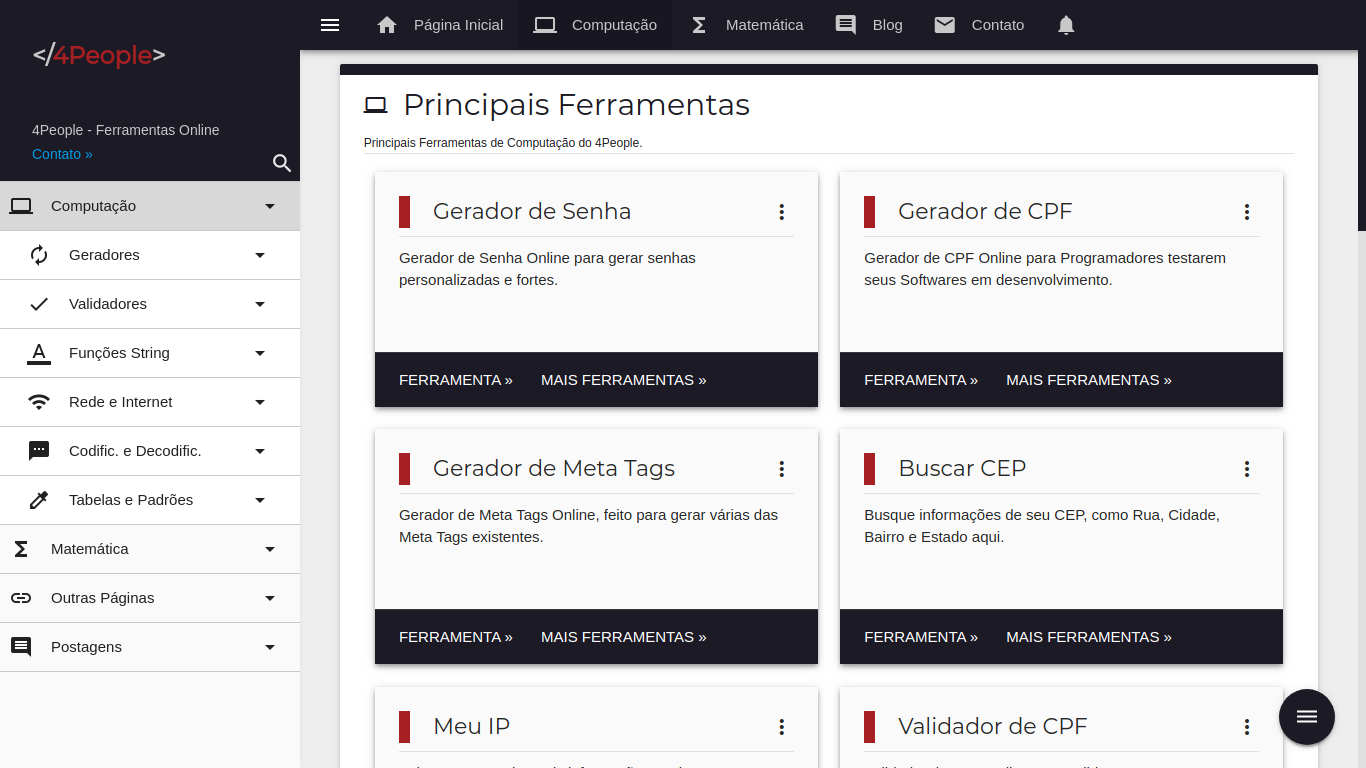 </4People>
4People - Ferramentas Online
Contato »
Computação
Geradores
Validadores
Funções String
Rede e Internet
Codific. e Decodific.
Tabelas e Padrões
Matemática
Outras Páginas
Postagens
Página Inicial
Computação
Matemática
Blog
Contato
Principais Ferramentas
Principais Ferramentas de Computação do 4People.
Gerador de Senha
Gerador de Senha Online para gerar senhas
personalizadas e fortes.
FERRAMENTA »
MAIS FERRAMENTAS »
Gerador de CPF
Gerador de CPF Online para Programadores testarem
seus Softwares em desenvolvimento.
FERRAMENTA »
MAIS FERRAMENTAS »
Gerador de Meta Tags
Gerador de Meta Tags Online, feito para gerar várias das
Meta Tags existentes.
FERRAMENTA »
MAIS FERRAMENTAS »
Buscar CEP
Busque informações de seu CEP, como Rua, Cidade,
Bairro e Estado aqui.
FERRAMENTA »
MAIS FERRAMENTAS »
Meu IP
Validador de CPF